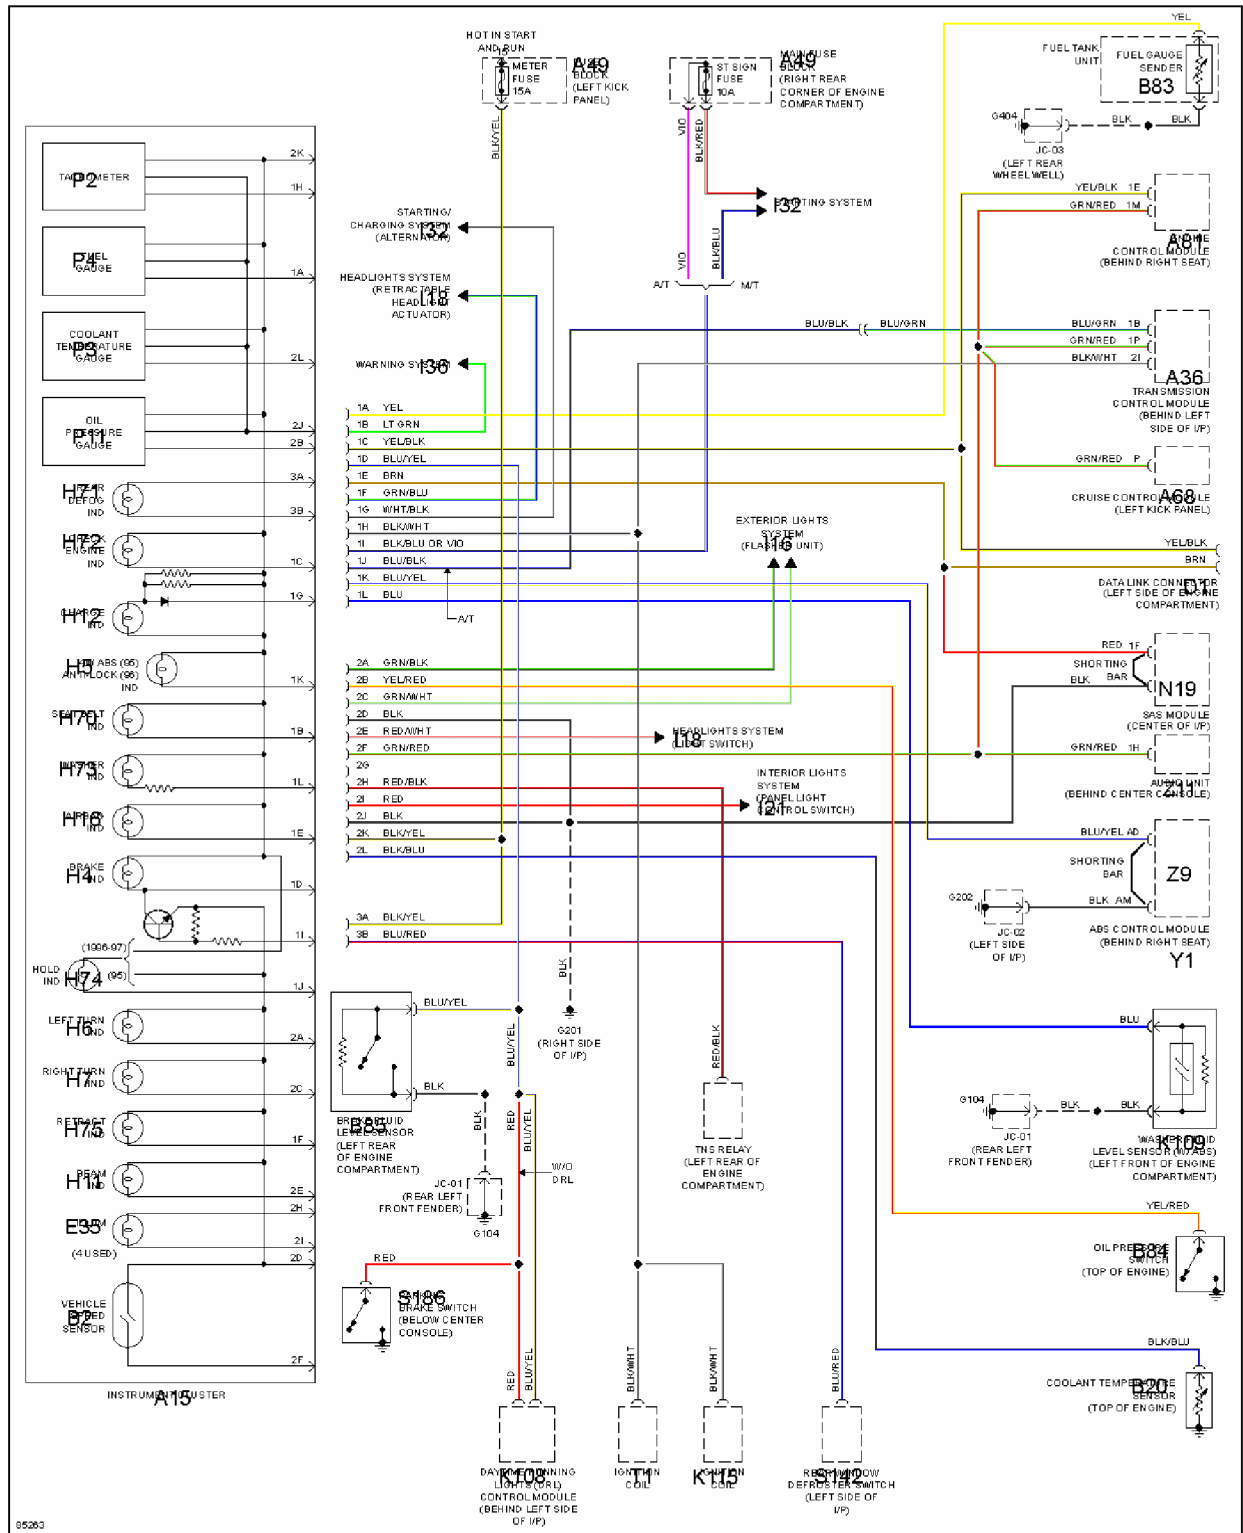 HOT IN START
AND RUN
15
METER
FUSE
15A
A49
BLOCK
(LEFT KICK
PANEL)
BLK/YEL
ST SIGN
FUSE
10A
MAIN FUSE
A49
BLOCK
(RIGHT REAR
CORNER OF ENGINE
COMPARTMENT)
VIO
BLK/RED
YEL
FUEL TANK
UNIT
FUEL GAUGE
SENDER
B83
G404
BLK
BLK
JC-03
(LEFT REAR
WHEEL WELL)
TACHOMETER
P2
2K
1H
FUEL
P4
GAUGE
1A
COOLANT
TEMPERATURE
P3
GAUGE
2L
OIL
PRESSURE
P11
GAUGE
2J
2B
REAR
H71
DEFOG
IND
3A
3B
H72
ENGINE
IND
1C
CHARGE
H12
IND
1G
H5
ABS (95)
ANTI-LOCK (96)
IND
1K
SEAT BELT
H70
IND
1B
WASHER
H73
IND
1L
AIRBAG
H16
IND
1E
BRAKE
H4
IND
1D
1I
(1996-97)
HOLD
IND
H74
(95)
1J
LEFT TURN
H6
IND
2A
RIGHT TURN
H7
IND
2C
RETRACT
H75
IND
1F
BEAM
H11
IND
2E
2H
E35
(4 USED)
2I
2D
VEHICLE
SPEED
B2
SENSOR
2F
INSTRUMENT CLUSTER
A15
STARTING/
CHARGING SYSTEM
I32
(ALTERNATOR)
HEADLIGHTS SYSTEM
(RETRACTABLE
I18
HEADLIGHT
ACTUATOR)
WARNING SYSTEM
I36
STARTING SYSTEM
I32
VIO
BLK/BLU
A/T
M/T
1A YEL
1B LT GRN
1C YEL/BLK
1D BLU/YEL
1E BRN
1F GRN/BLU
1G WHT/BLK
1H BLK/WHT
1I BLK/BLU OR VIO
1J BLU/BLK
1K BLU/YEL
1L BLU
A/T
2A GRN/BLK
2B YEL/RED
2C GRN/WHT
2D BLK
2E RED/WHT
2F GRN/RED
2G
2H RED/BLK
2I RED
2J BLK
2K BLK/YEL
2L BLK/BLU
3A BLK/YEL
3B BLU/RED
EXTERIOR LIGHTS
SYSTEM
(FLASHER UNIT)
I16
HEADLIGHTS SYSTEM
I18
(LIGHT SWITCH)
INTERIOR LIGHTS
SYSTEM
(PANEL LIGHT
I21
CONTROL SWITCH)
YEL/BLK 1E
GRN/RED 1M
ENGINE
A81
CONTROL MODULE
(BEHIND RIGHT SEAT)
BLU/BLK
BLU/GRN
BLU/GRN 1B
GRN/RED 1P
BLK/WHT 2I
A36
TRANSMISSION
CONTROL MODULE
(BEHIND LEFT
SIDE OF I/P)
GRN/RED P
A68
CRUISE CONTROL MODULE
(LEFT KICK PANEL)
YEL/BLK
BRN
DATA LINK CONNECTOR
(LEFT SIDE OF ENGINE
COMPARTMENT)
RED 1F
SHORTING
BAR
BLK
N19
SAS MODULE
(CENTER OF I/P)
GRN/RED 1H
AUDIO UNIT
Z11
(BEHIND CENTER CONSOLE)
BLU/YEL AD
SHORTING
BAR
Z9
G202
BLK AM
JC-02
(LEFT SIDE
OF I/P)
ABS CONTROL MODULE
(BEHIND RIGHT SEAT)
Y1
BLU
G104
BLK
BLK
JC-01
(REAR LEFT
FRONT FENDER)
WASHER FLUID
K109
LEVEL SENSOR (W/ABS)
(LEFT FRONT OF ENGINE
COMPARTMENT)
YEL/RED
OIL PRESSURE
B84
SWITCH
(TOP OF ENGINE)
BLK/BLU
COOLANT TEMPERATURE
B20
SENSOR
(TOP OF ENGINE)
BLU/YEL
BLK
BRAKE FLUID
B85
LEVEL SENSOR
(LEFT REAR
OF ENGINE
COMPARTMENT)
BLK
JC-01
(REAR LEFT
FRONT FENDER)
G104
BLU/YEL
RED
BLU/YEL
W/O
DRL
BLK
G201
(RIGHT SIDE
OF I/P)
RED/BLK
TNS RELAY
(LEFT REAR OF
ENGINE
COMPARTMENT)
RED
S186
BRAKE SWITCH
(BELOW CENTER
CONSOLE)
RED
BLU/YEL
DAYTIME RUNNING
K108
LIGHTS (DRL)
CONTROL MODULE
(BEHIND LEFT SIDE
OF I/P)
BLK/WHT
IGNITION
T1
COIL
BLK/WHT
IGNITION
K115
COIL
BLU/RED
REAR WINDOW
S142
DEFROSTER SWITCH
(LEFT SIDE OF
I/P)
85263